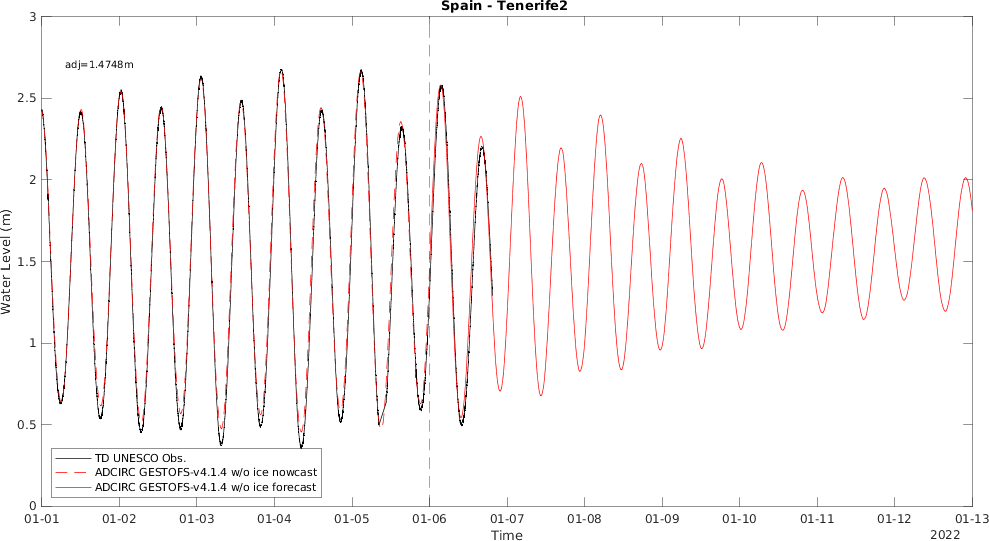 Spain - Tenerife2
adj=1.4748m
3
2.5
2
1.5
1
0.5
0
Water Level (m)
TD UNESCO Obs.
ADCIRC GESTOFS-v4.1.4 w/o ice nowcast
ADCIRC GESTOFS-v4.1.4 w/o ice forecast
01-01 01-02 01-03 01-04 01-05 01-06 01-07 01-08 01-09 01-10 01-11 01-12 01-13
Time
2022